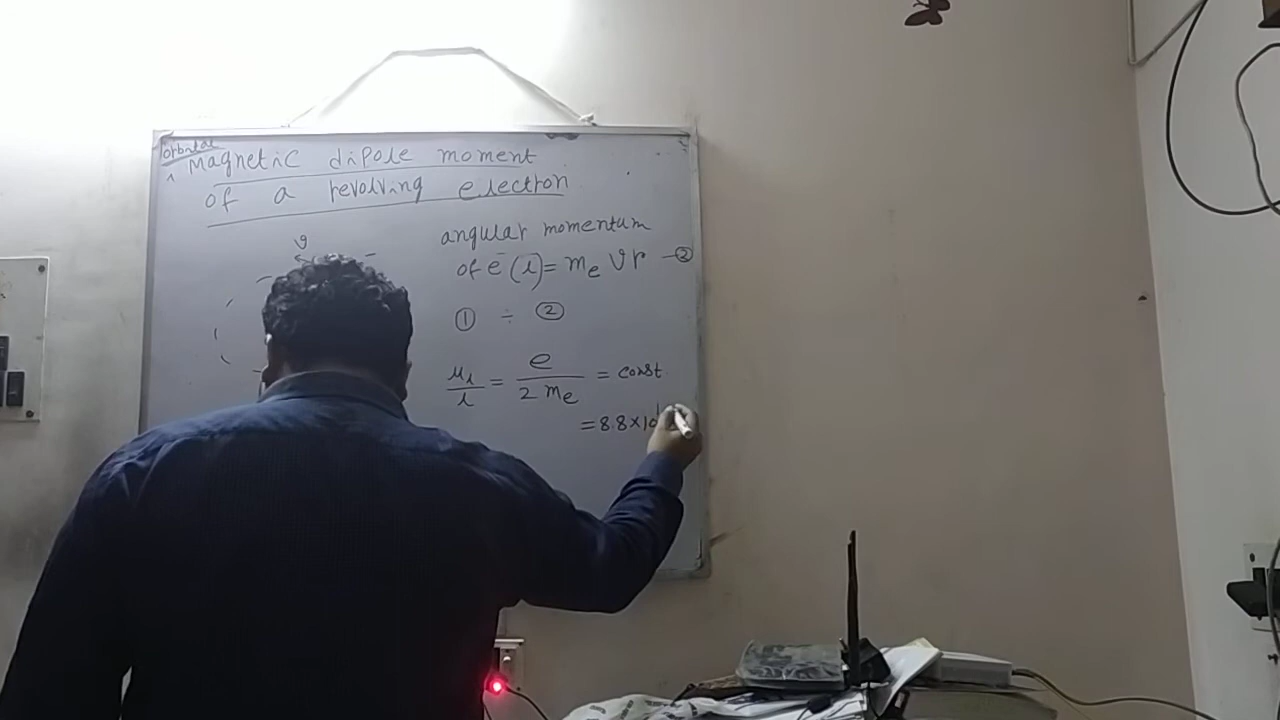 orbital
Magnetic dipole moment
of a revolving electron
v
angular momentum
of e⁻ (l) = mₑ v r — ②
① ÷ ②
μₗ/l = e/2 mₑ = const
= 8.8 × 10